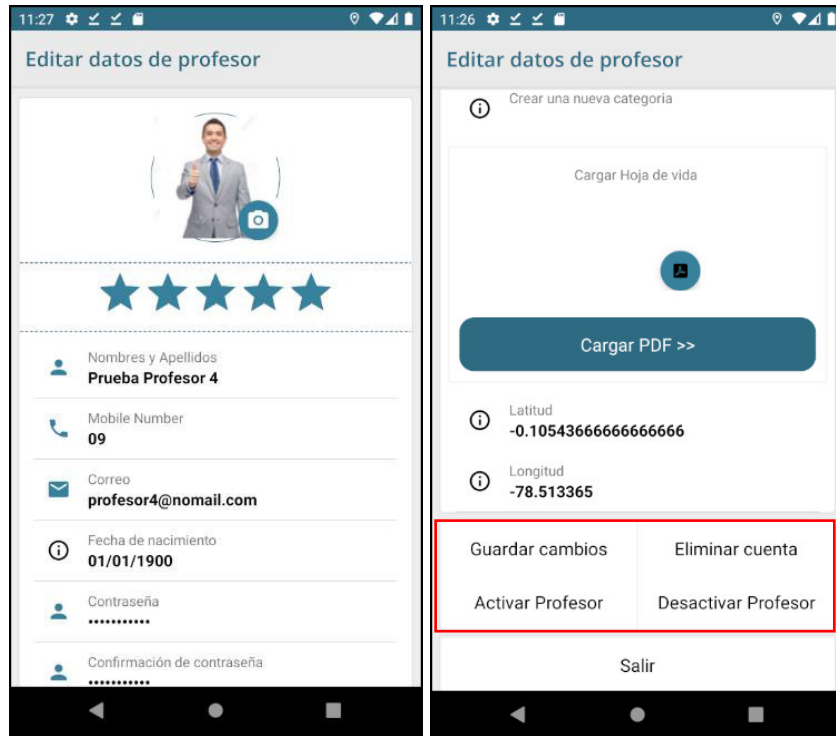 11:27
Editar datos de profesor
Nombres y Apellidos
Prueba Profesor 4
Mobile Number
09
Correo
profesor4@nomail.com
Fecha de nacimiento
01/01/1900
Contraseña
•••••••••••
Confirmación de contraseña
•••••••••••
11:26
Editar datos de profesor
Crear una nueva categoria
Cargar Hoja de vida
Cargar PDF >>
Latitud
-0.10543666666666666
Longitud
-78.513365
Guardar cambios Eliminar cuenta
Activar Profesor Desactivar Profesor
Salir